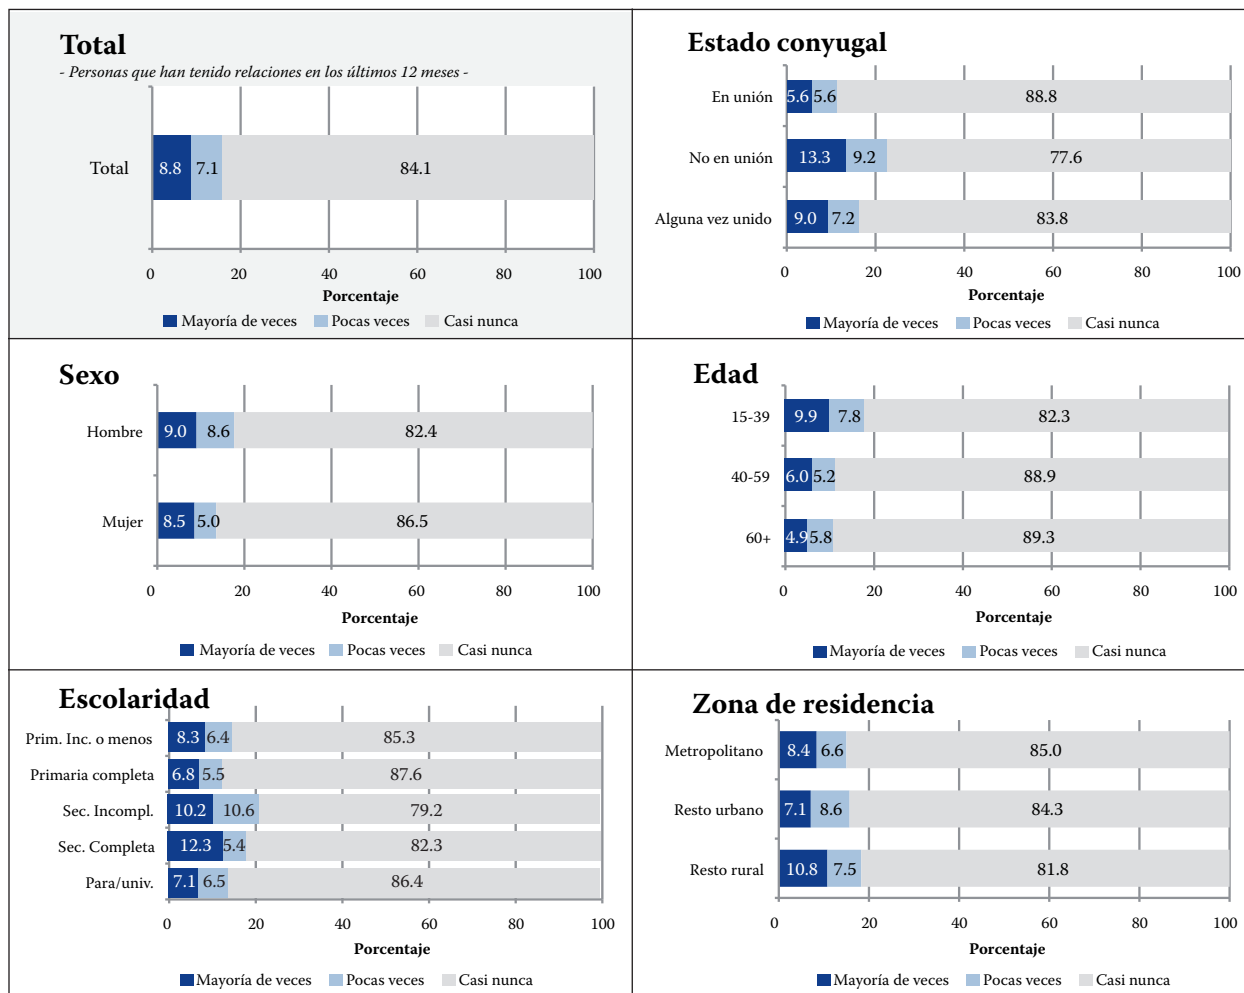 Total
- Personas que han tenido relaciones en los últimos 12 meses -
Total 8.8 7.1 84.1
0 20 40 60 80 100
Porcentaje
Mayoría de veces Pocas veces Casi nunca
Estado conyugal
En unión 5.6 5.6 88.8
No en unión 13.3 9.2 77.6
Alguna vez unido 9.0 7.2 83.8
0 20 40 60 80 100
Porcentaje
Mayoría de veces Pocas veces Casi nunca
Sexo
Hombre 9.0 8.6 82.4
Mujer 8.5 5.0 86.5
0 20 40 60 80 100
Porcentaje
Mayoría de veces Pocas veces Casi nunca
Edad
15-39 9.9 7.8 82.3
40-59 6.0 5.2 88.9
60+ 4.9 5.8 89.3
0 20 40 60 80 100
Porcentaje
Mayoría de veces Pocas veces Casi nunca
Escolaridad
Prim. Inc. o menos 8.3 6.4 85.3
Primaria completa 6.8 5.5 87.6
Sec. Incompl. 10.2 10.6 79.2
Sec. Completa 12.3 5.4 82.3
Para/univ. 7.1 6.5 86.4
0 20 40 60 80 100
Porcentaje
Mayoría de veces Pocas veces Casi nunca
Zona de residencia
Metropolitano 8.4 6.6 85.0
Resto urbano 7.1 8.6 84.3
Resto rural 10.8 7.5 81.8
0 20 40 60 80 100
Porcentaje
Mayoría de veces Pocas veces Casi nunca